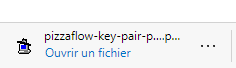 pizzaflow-key-pair-p....p...
Ouvrir un fichier